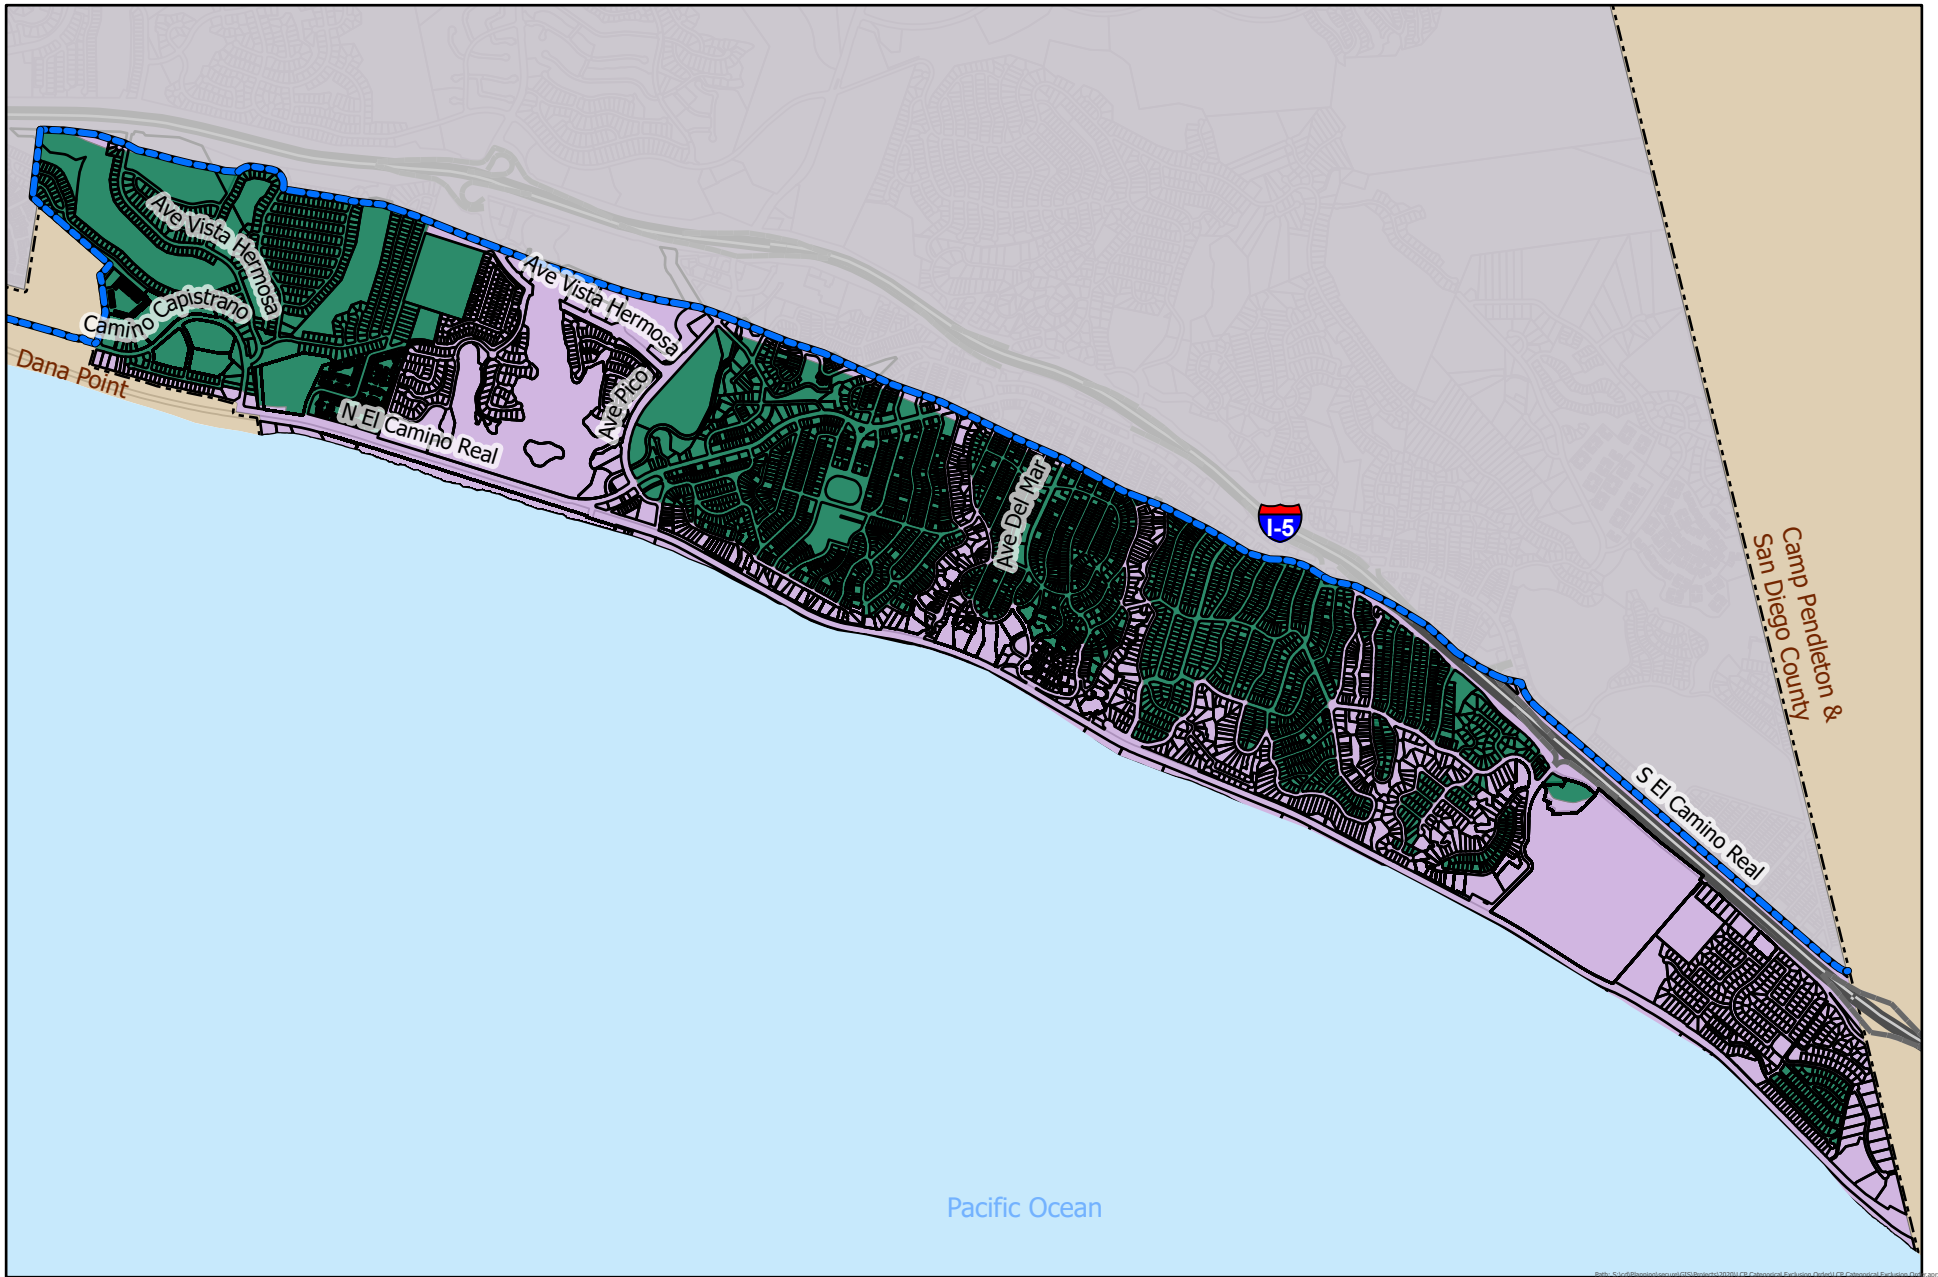 Ave Vista Hermosa
Ave Vista Hermosa
Camino Capistrano
Dana Point
Ave Pico
N El Camino Real
Ave Del Mar
I-5
Camp Pendleton &
San Diego County
S El Camino Real
Pacific Ocean